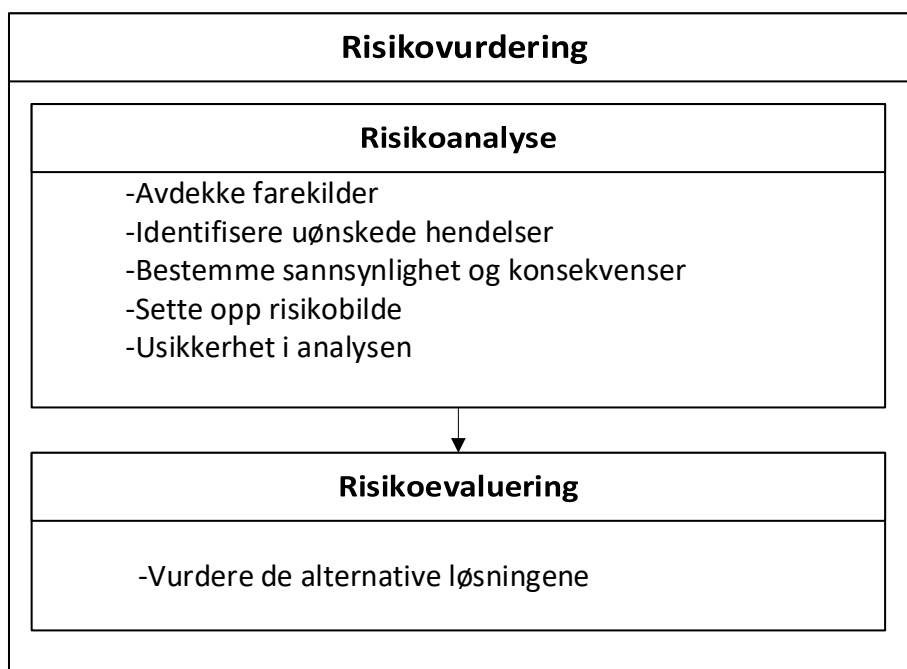 Risikovurdering
Risikoanalyse
-Avdekke farekilder
-Identifisere uønskede hendelser
-Bestemme sannsynlighet og konsekvenser
-Sette opp risikobilde
-Usikkerhet i analysen
Risikoevaluering
-Vurdere de alternative løsningene